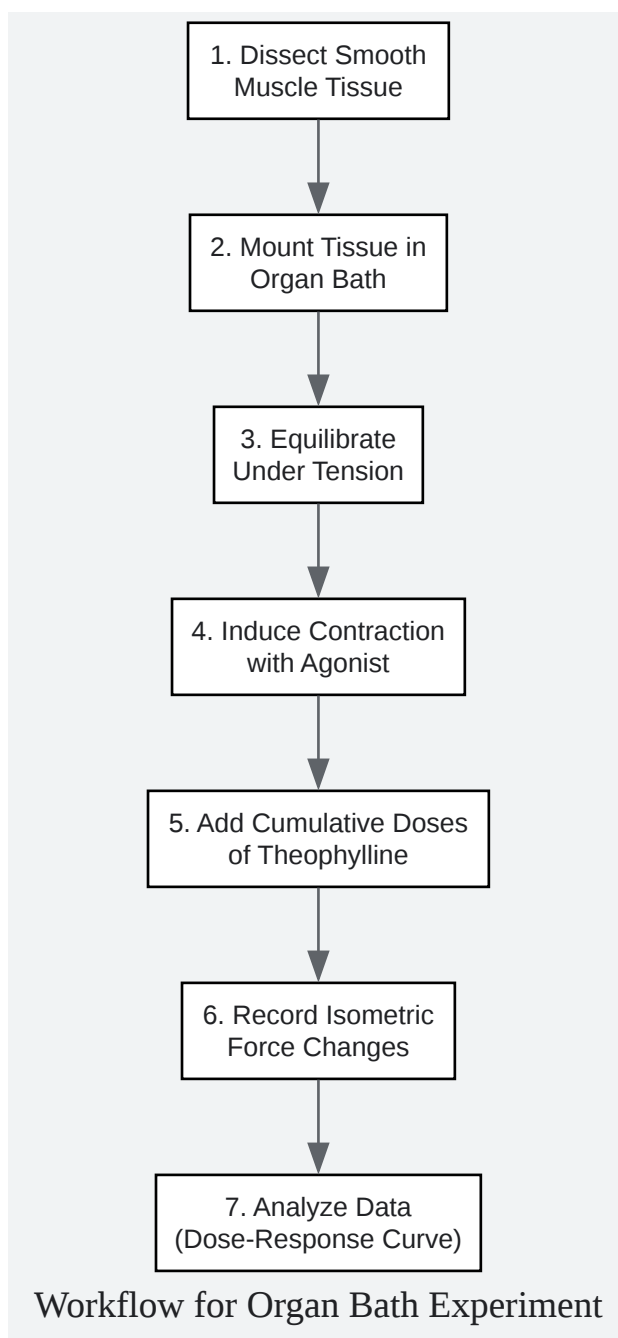 1. Dissect Smooth
Muscle Tissue
2. Mount Tissue in
Organ Bath
3. Equilibrate
Under Tension
4. Induce Contraction
with Agonist
5. Add Cumulative Doses
of Theophylline
6. Record Isometric
Force Changes
7. Analyze Data
(Dose-Response Curve)
Workflow for Organ Bath Experiment